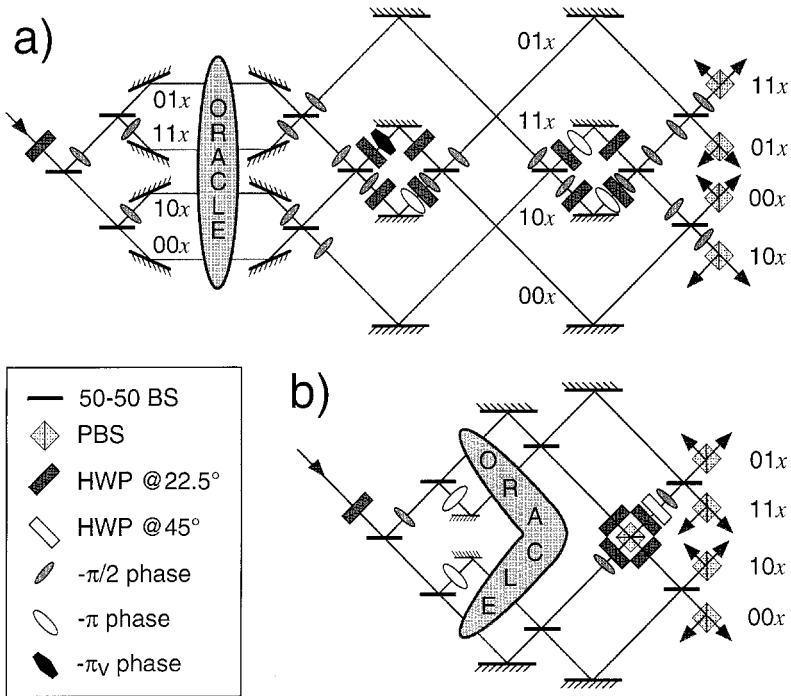 a)
01x
11x
10x
00x
ORACLE
01x
11x
10x
00x
11x
01x
00x
10x
50-50 BS
PBS
HWP @22.5°
HWP @45°
-π/2 phase
-π phase
-πV phase
b)
ORACLE
01x
11x
10x
00x